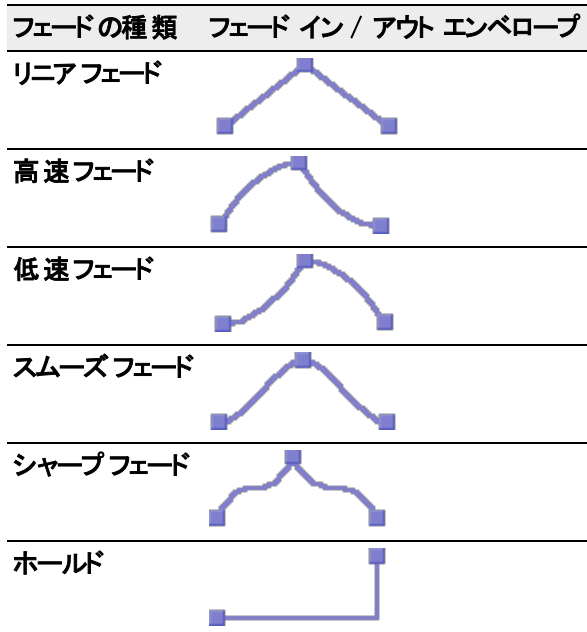 フェードの種類 フェード イン / アウト エンベロープ
リニア フェード
高速フェード
低速フェード
スムーズ フェード
シャープ フェード
ホールド